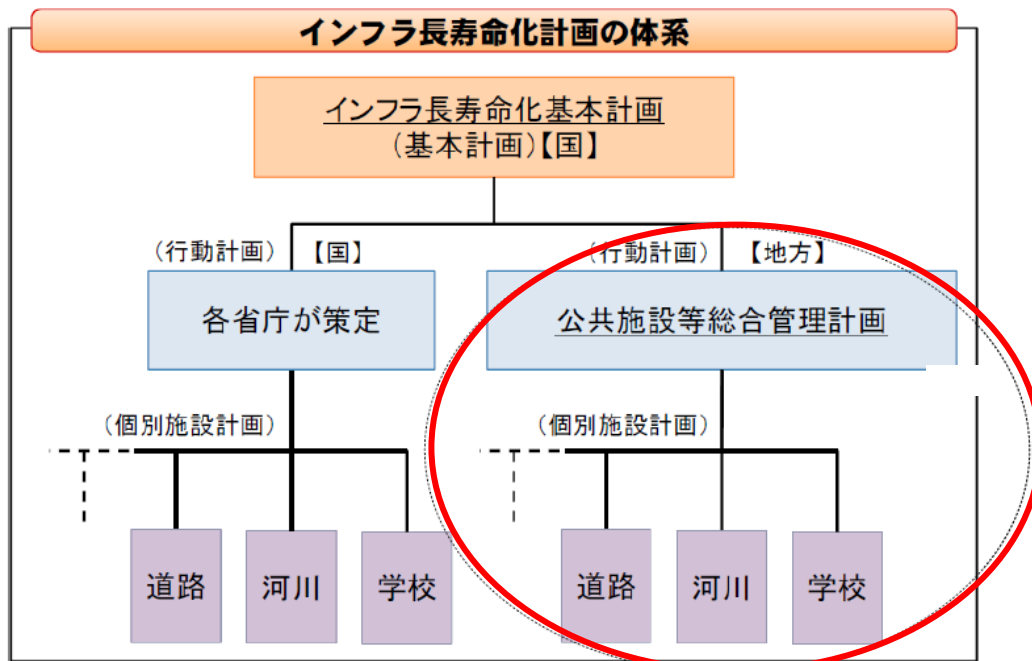 インフラ長寿命化計画の体系
インフラ長寿命化基本計画
(基本計画)【国】
(行動計画) 【国】
各省庁が策定
(個別施設計画)
道路
河川
学校
(行動計画) 【地方】
公共施設等総合管理計画
(個別施設計画)
道路
河川
学校